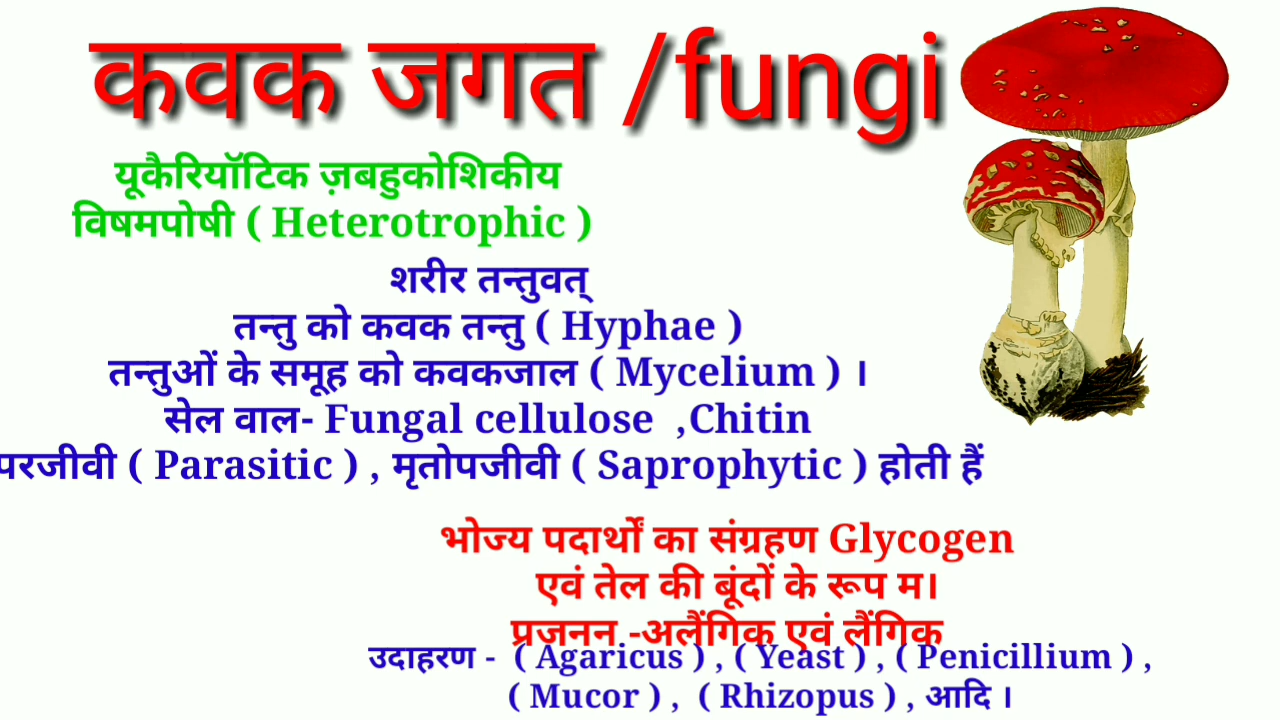 कवक जगत /fungi
यूकैरियॉटिक ज़बहुकोशिकीय
विषमपोषी ( Heterotrophic )
शरीर तन्तुवत्
तन्तु को कवक तन्तु ( Hyphae )
तन्तुओं के समूह को कवकजाल ( Mycelium ) ।
सेल वाल- Fungal cellulose ,Chitin
परजीवी ( Parasitic ) , मृतोपजीवी ( Saprophytic ) होती हैं
भोज्य पदार्थों का संग्रहण Glycogen
एवं तेल की बूंदों के रूप म।
प्रजनन -अलैंगिक एवं लैंगिक
उदाहरण - ( Agaricus ) , ( Yeast ) , ( Penicillium ) ,
( Mucor ) , ( Rhizopus ) , आदि ।